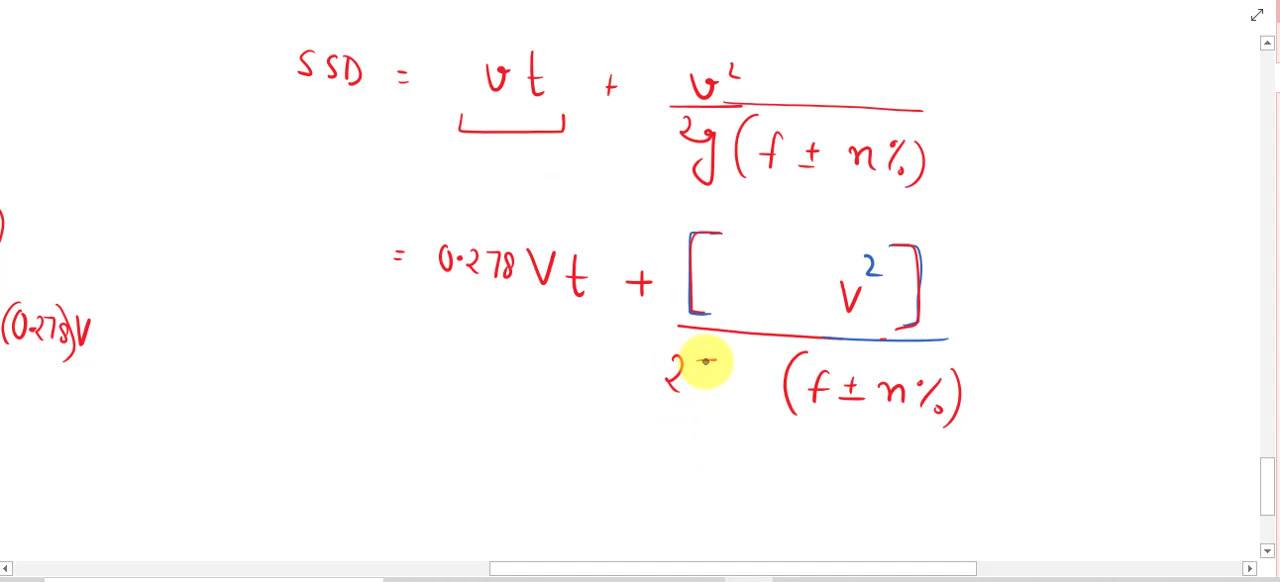 SSD = vt + v² / 2g (f ± n%)
= 0.278 Vt + [ V² ] / 2 (f ± n%)
)
(0.278)V